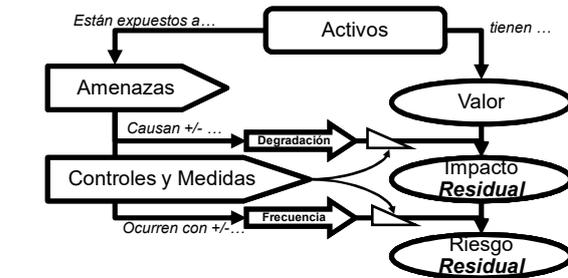 Están expuestos a…
Activos
tienen …
Amenazas
Valor
Causan +/- …
Degradación
Controles y Medidas
Impacto
Residual
Frecuencia
Ocurren con +/-…
Riesgo
Residual